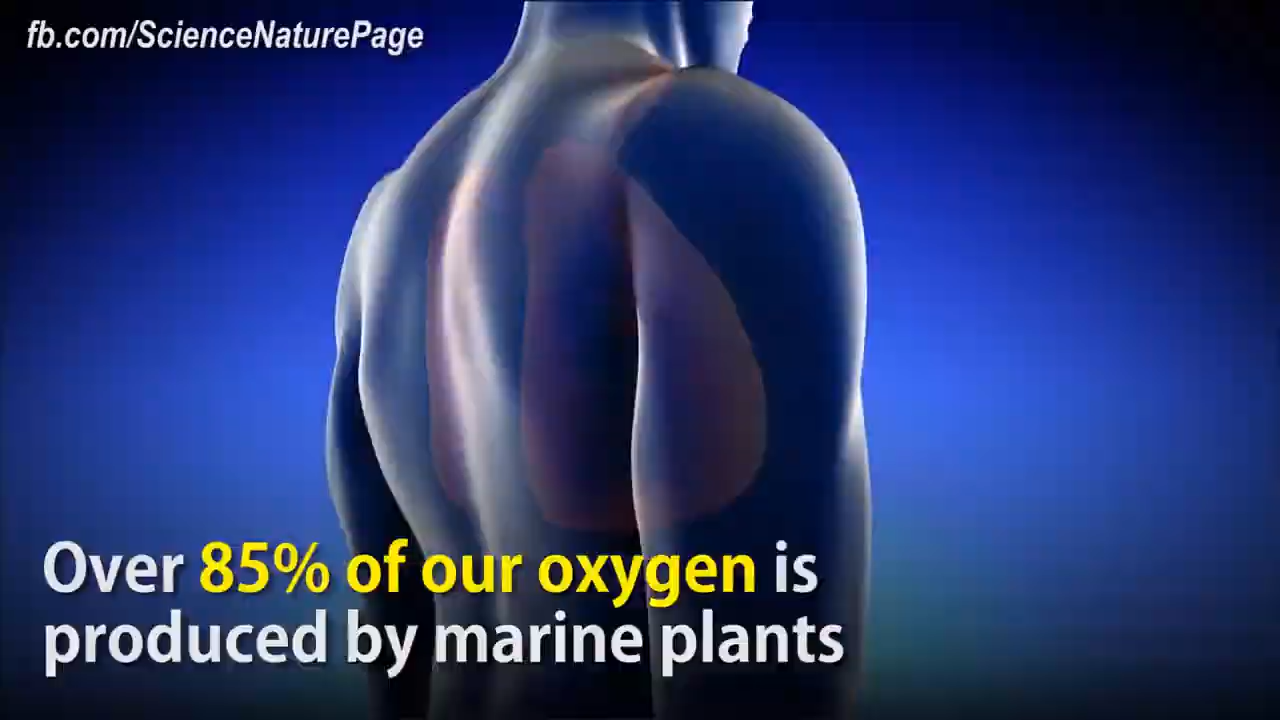 fb.com/ScienceNaturePage
Over 85% of our oxygen is
produced by marine plants